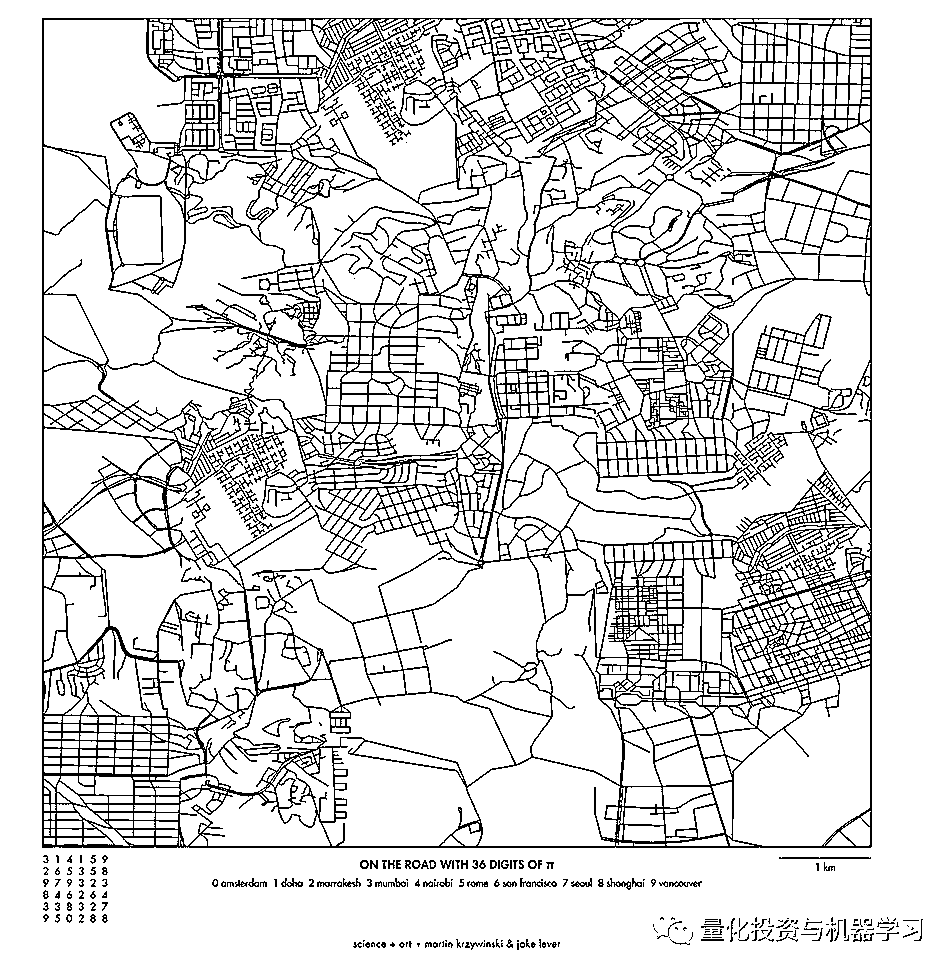 3 1 4 1 5 9
2 6 5 3 5 8
9 7 9 3 2 3
8 4 6 2 6 4
3 3 8 3 2 7
9 5 0 2 8 8
ON THE ROAD WITH 36 DIGITS OF π
0 amsterdam 1 doha 2 marrakesh 3 mumbai 4 nairobi 5 rome 6 san francisco 7 seoul 8 shanghai 9 vancouver
1 km
science + art • martin krzywinski & jake lever
量化投资与机器学习